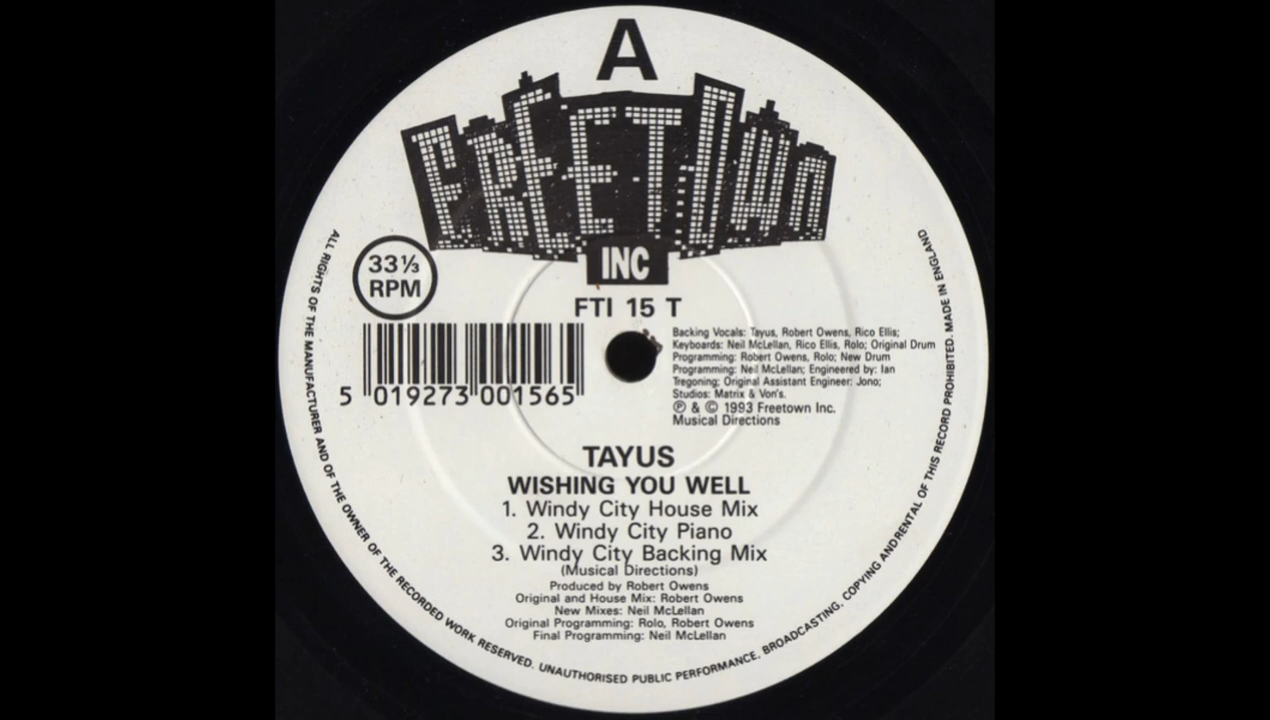 A
FREETOWN
INC
33⅓
RPM
FTI 15 T
5 019273 001565
Backing Vocals: Tayus, Robert Owens, Rico Ellis;
Keyboards: Neil McLellan, Rico Ellis, Rolo; Original Drum
Programming: Robert Owens, Rolo; New Drum
Programming: Neil McLellan; Engineered by: Ian
Tregoning; Original Assistant Engineer: Jono;
Studios: Matrix & Von's.
℗ & © 1993 Freetown Inc.
Musical Directions
TAYUS
WISHING YOU WELL
1. Windy City House Mix
2. Windy City Piano
3. Windy City Backing Mix
(Musical Directions)
Produced by Robert Owens
Original and House Mix: Robert Owens
New Mixes: Neil McLellan
Original Programming: Rolo, Robert Owens
Final Programming: Neil McLellan
ALL RIGHTS OF THE MANUFACTURER AND OF THE OWNER OF THE RECORDED WORK RESERVED. UNAUTHORISED PUBLIC PERFORMANCE, BROADCASTING, COPYING AND RENTAL OF THIS RECORD PROHIBITED. MADE IN ENGLAND